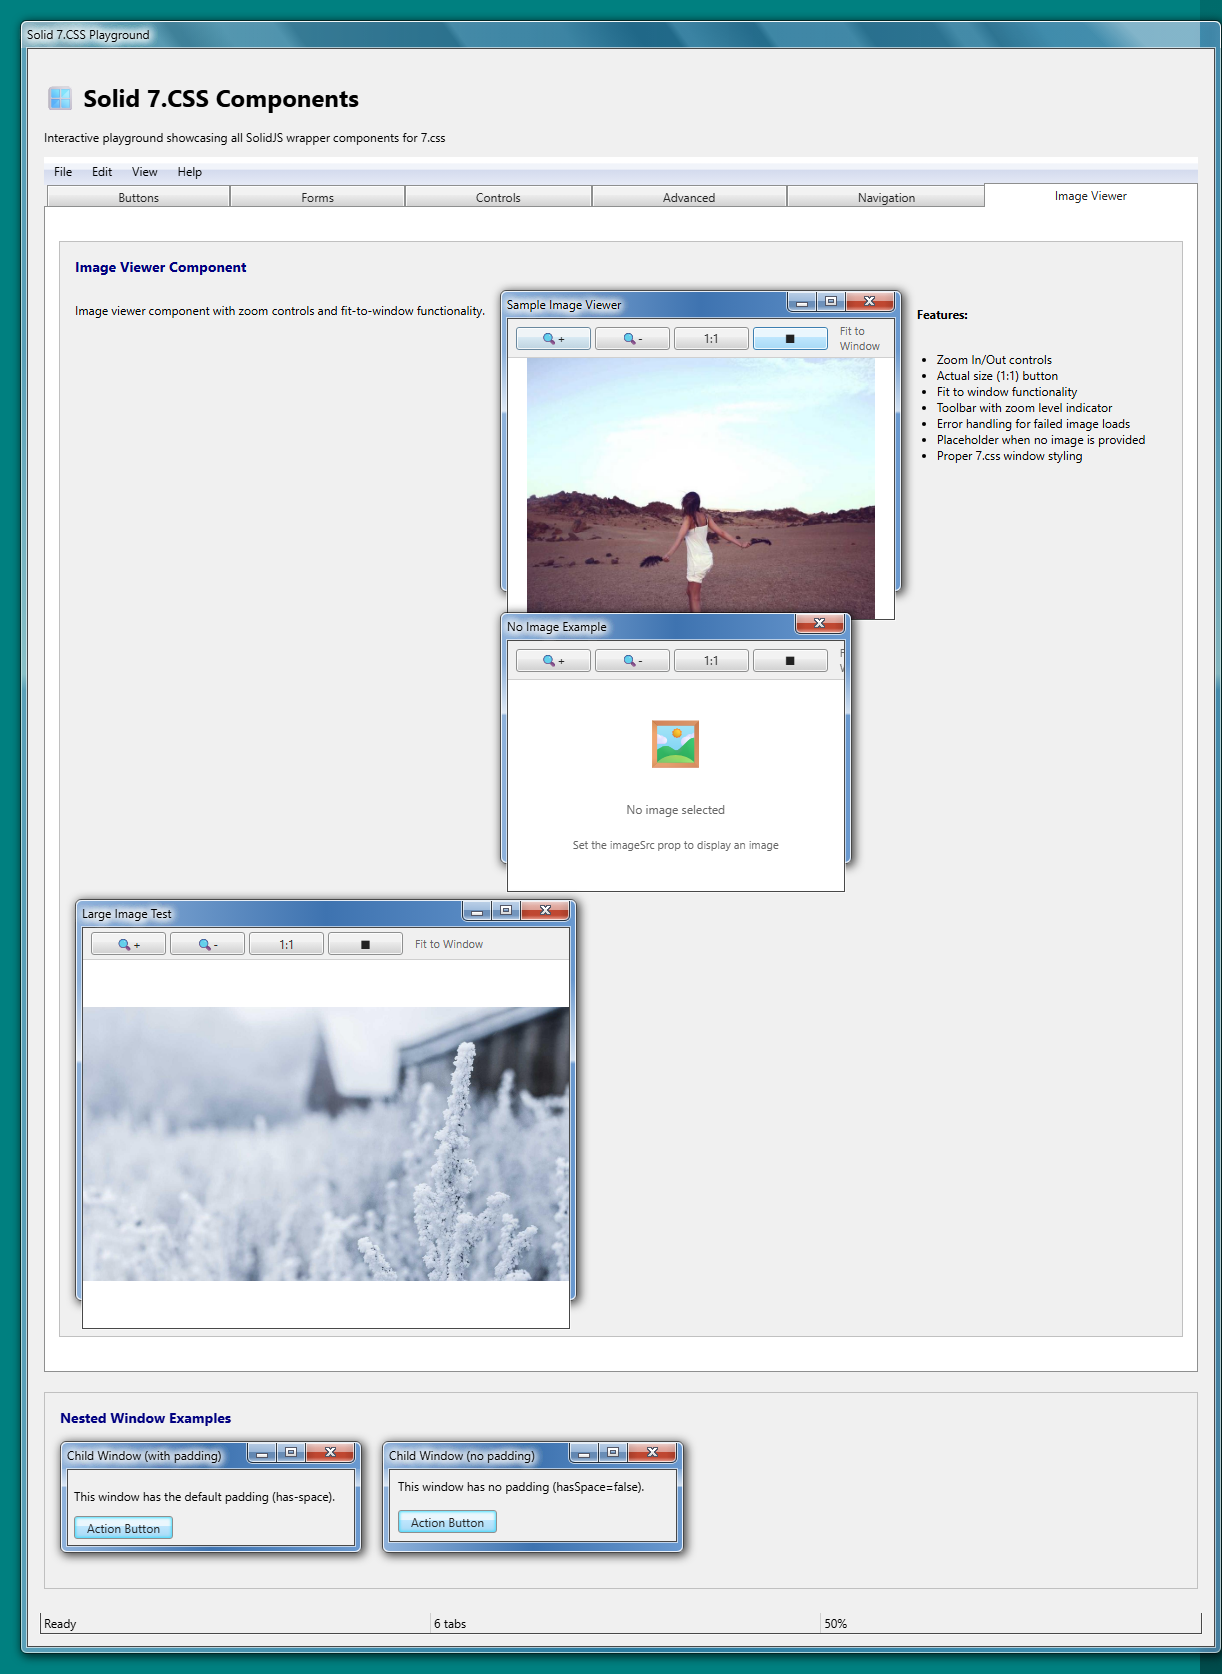 Solid 7.CSS Playground
Solid 7.CSS Components
Interactive playground showcasing all SolidJS wrapper components for 7.css
File Edit View Help
Buttons Forms Controls Advanced Navigation Image Viewer
Image Viewer Component
Image viewer component with zoom controls and fit-to-window functionality.
Sample Image Viewer
+ - 1:1 Fit to
Window
Features:
Zoom In/Out controls
Actual size (1:1) button
Fit to window functionality
Toolbar with zoom level indicator
Error handling for failed image loads
Placeholder when no image is provided
Proper 7.css window styling
No Image Example
+ - 1:1
No image selected
Set the imageSrc prop to display an image
Large Image Test
+ - 1:1 Fit to Window
Nested Window Examples
Child Window (with padding)
This window has the default padding (has-space).
Action Button
Child Window (no padding)
This window has no padding (hasSpace=false).
Action Button
Ready 6 tabs 50%